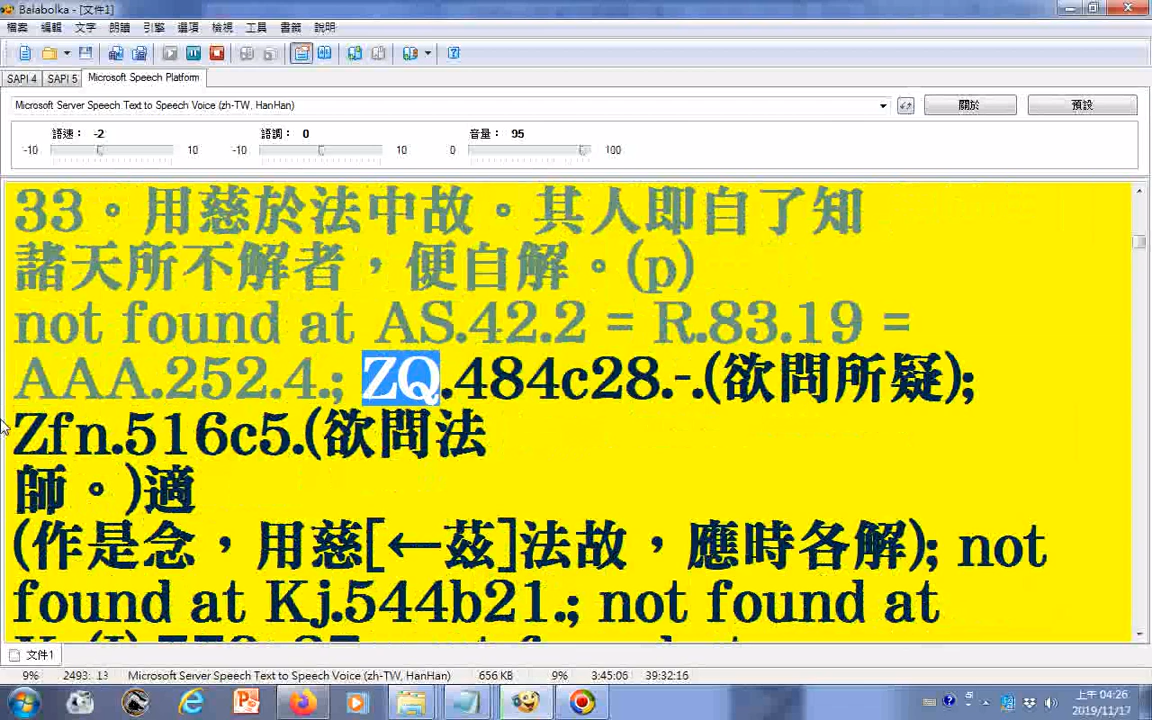 Balabolka - [文件1]
檔案 編輯 文字 朗讀 引擎 選項 檢視 工具 書籤 說明
SAPI 4 SAPI 5 Microsoft Speech Platform
Microsoft Server Speech Text to Speech Voice (zh-TW, HanHan) 關於 預設
語速: -2 語調: 0 音量: 95
-10 10 -10 10 0 100
33。用慈於法中故。其人即自了知
諸天所不解者,便自解。(p)
not found at AS.42.2 = R.83.19 =
AAA.252.4.; ZQ.484c28.-.(欲問所疑);
Zfn.516c5.(欲問法
師。)適
(作是念,用慈[←茲]法故,應時各解); not
found at Kj.544b21.; not found at
文件1
9% 2493: 13 Microsoft Server Speech Text to Speech Voice (zh-TW, HanHan) 656 KB 9% 3:45:06 39:32:16
上午 04:26
2019/11/17